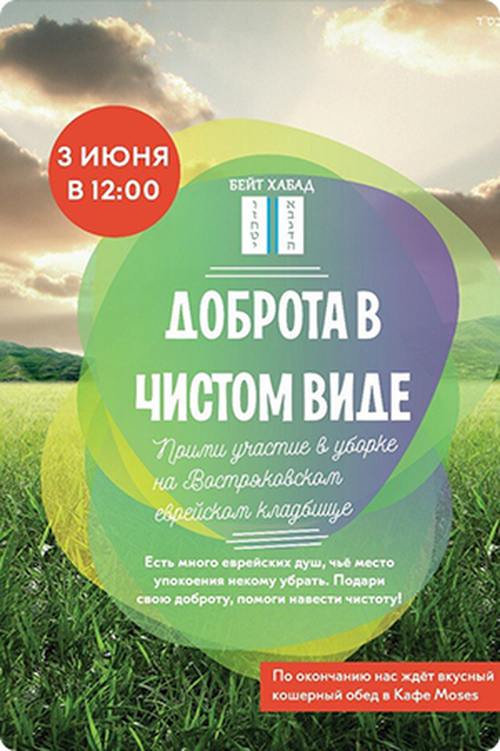 בס"ד
3 ИЮНЯ
В 12:00
БЕЙТ ХАБАД
ДОБРОТА В
ЧИСТОМ ВИДЕ
Прими участие в уборке
на Востряковском
еврейском кладбище
Есть много еврейских душ, чьё место
упокоения некому убрать. Подари
свою доброту, помоги навести чистоту!
По окончанию нас ждёт вкусный
кошерный обед в Кафе Moses